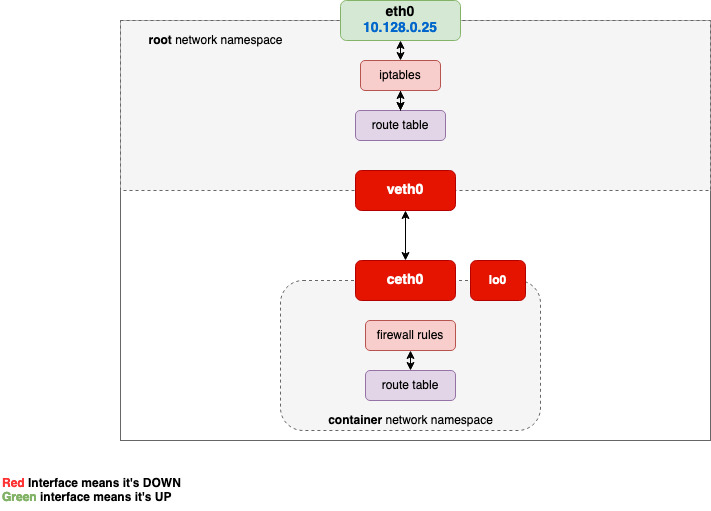 eth0
10.128.0.25
root network namespace
iptables
route table
veth0
ceth0
lo0
firewall rules
route table
container network namespace
Red Interface means it's DOWN
Green interface means it's UP